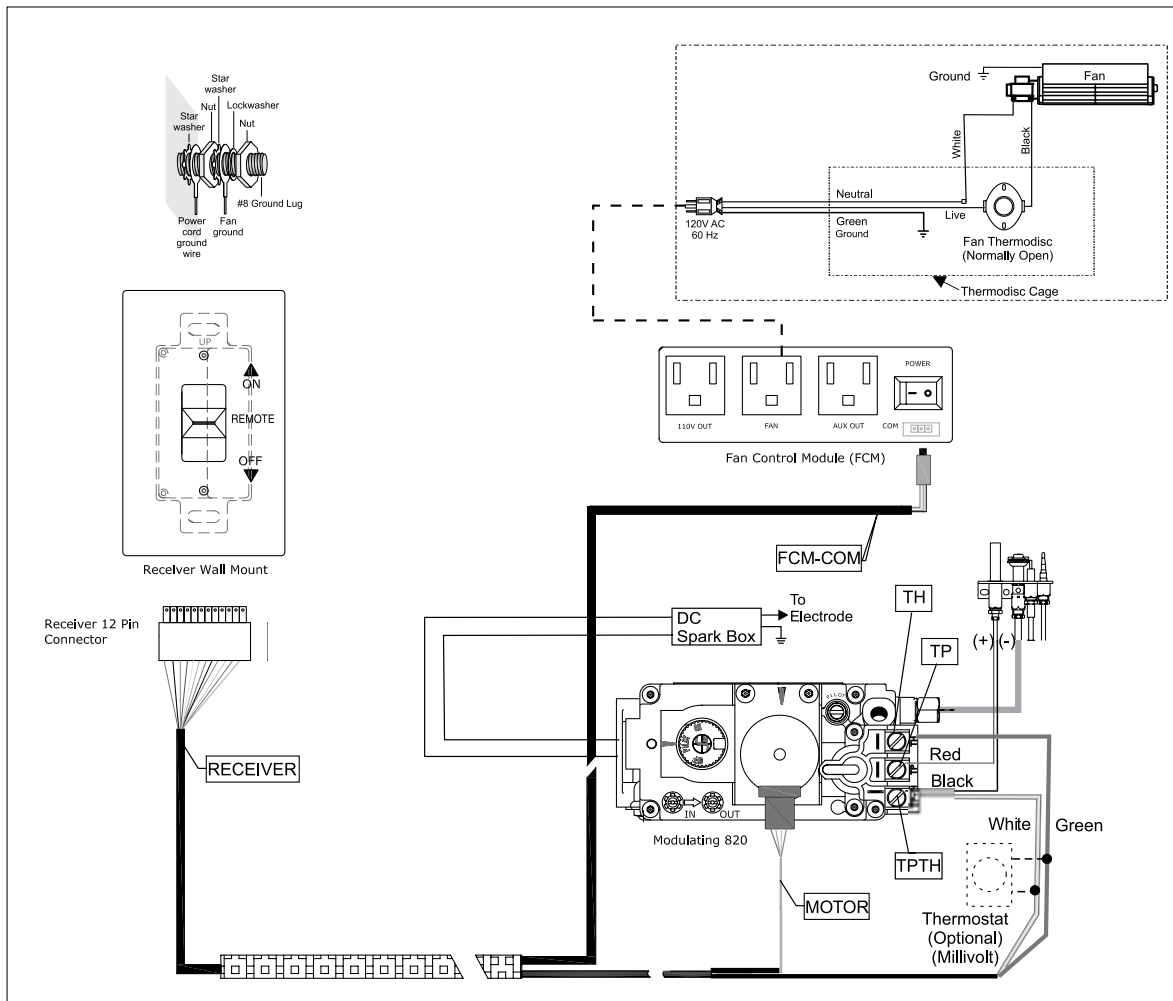 Star
washer
Nut
Lockwasher
Star
washer
Nut
#8 Ground Lug
Power
cord
ground
wire
Fan
ground
Ground
Fan
White
Black
Neutral
Live
Green
Ground
120V AC
60 Hz
Fan Thermodisc
(Normally Open)
Thermodisc Cage
UP
ON
REMOTE
OFF
Receiver Wall Mount
POWER
110V OUT
FAN
AUX OUT
COM
Fan Control Module (FCM)
FCM-COM
Receiver 12 Pin
Connector
RECEIVER
DC
Spark Box
To
Electrode
TH
TP
(+) (-)
PILOT
Red
Black
IN
OUT
Modulating 820
White
Green
TPTH
MOTOR
Thermostat
(Optional)
(Millivolt)